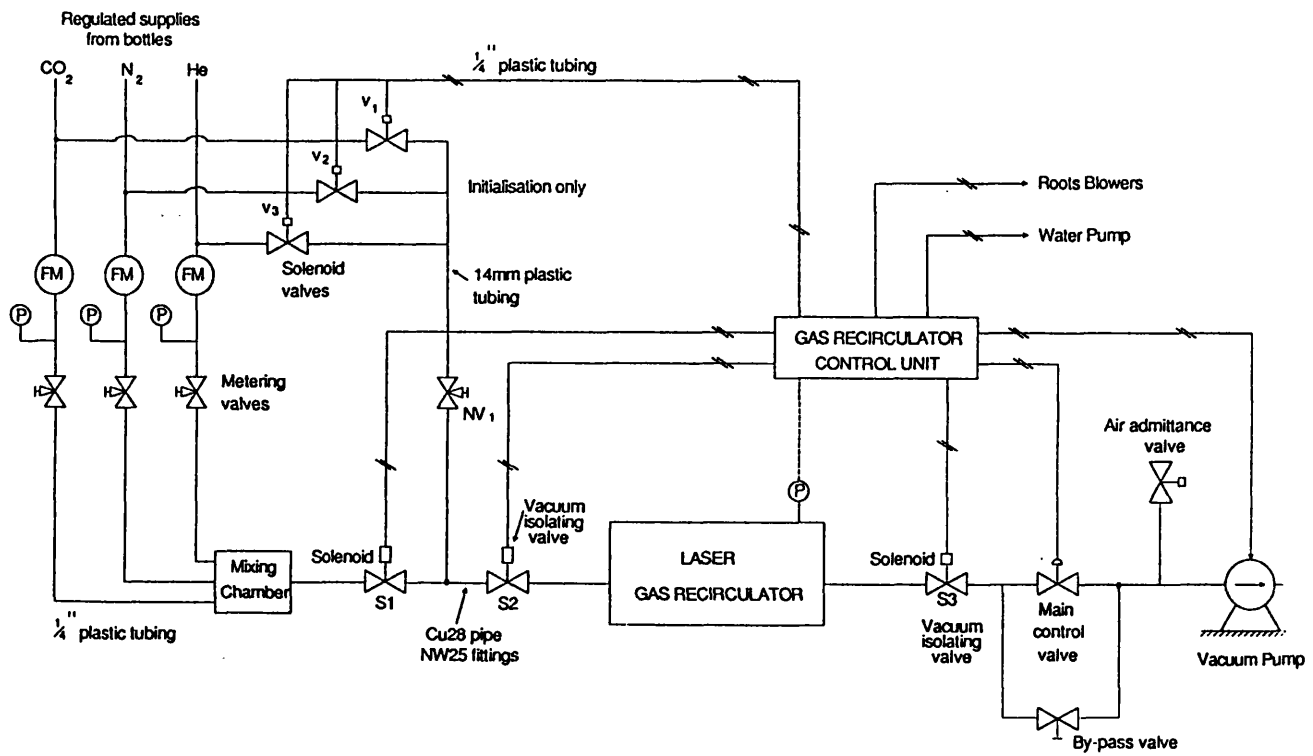 Regulated supplies
from bottles
CO2
N2
He
1/4" plastic tubing
V1
V2
V3
Initialisation only
Roots Blowers
Water Pump
FM
FM
FM
Solenoid
valves
14mm plastic
tubing
P
P
P
GAS RECIRCULATOR
CONTROL UNIT
Metering
valves
NV1
Air admittance
valve
Vacuum
isolating
valve
P
Mixing
Chamber
Solenoid
LASER
GAS RECIRCULATOR
Solenoid
S1
S2
S3
1/4" plastic tubing
Cu28 pipe
NW25 fittings
Vacuum
isolating
valve
Main
control
valve
Vacuum Pump
By-pass valve